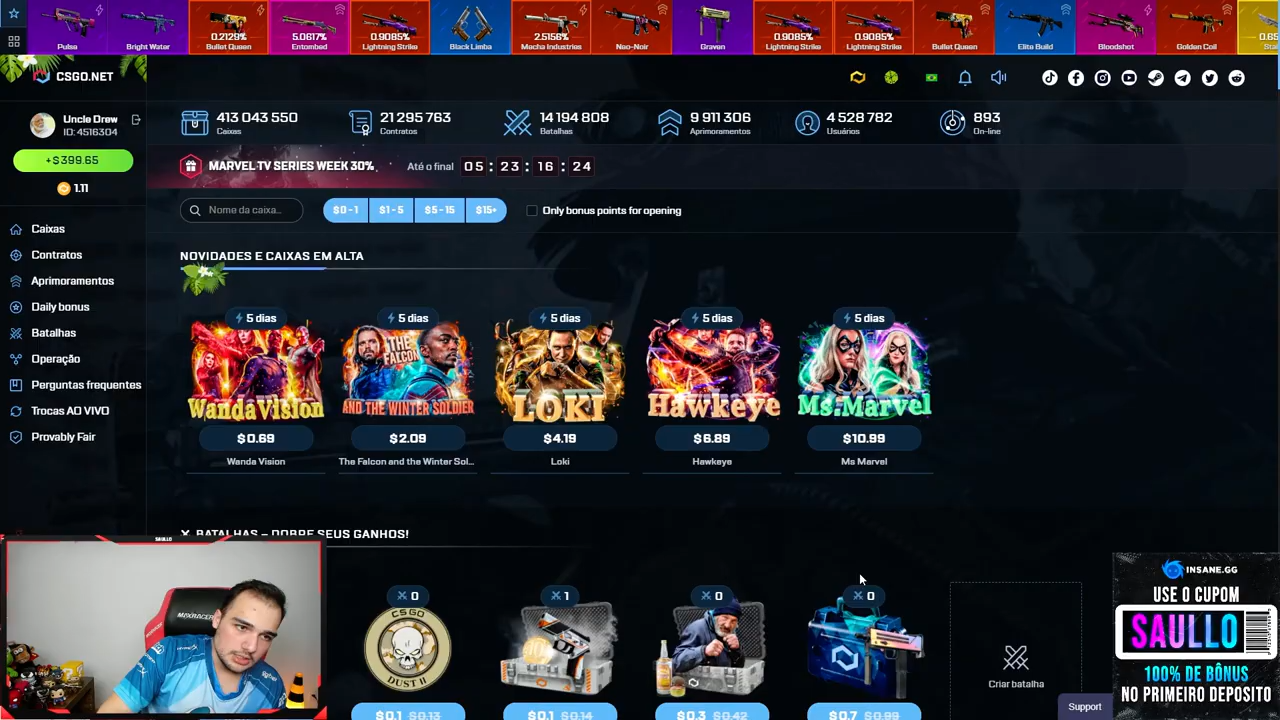 Pulse
Bright Water
0.2129%
Bullet Queen
5.0617%
Entombed
0.9085%
Lightning Strike
Black Limba
2.5156%
Mecha Industries
Neo-Noir
Graven
0.9085%
Lightning Strike
0.9085%
Lightning Strike
Bullet Queen
Elite Build
Bloodshot
Golden Coil
CSGO.NET
Uncle Drew
ID: 4516304
+$399.65
1.11
Caixas
Contratos
Aprimoramentos
Daily bonus
Batalhas
Operação
Perguntas frequentes
Trocas AO VIVO
Provably Fair
413 043 550
Caixas
21 295 763
Contratos
14 194 808
Batalhas
9 911 306
Aprimoramentos
4 528 782
Usuários
893
On-line
MARVEL TV SERIES WEEK 30%
Até o final
05 : 23 : 16 : 24
Nome da caixa...
$0 - 1
$1 - 5
$5 - 15
$15+
Only bonus points for opening
NOVIDADES E CAIXAS EM ALTA
5 dias
5 dias
5 dias
5 dias
5 dias
WandaVision
THE FALCON
AND THE WINTER SOLDIER
LOKI
Hawkeye
Ms.Marvel
$0.69
$2.09
$4.19
$6.89
$10.99
Wanda Vision
The Falcon and the Winter Sol...
Loki
Hawkeye
Ms Marvel
BATALHAS – DOBRE SEUS GANHOS!
0
1
0
0
CSGO
DUST II
$0.1 $0.13
$0.1 $0.14
$0.3 $0.42
$0.7 $0.99
Criar batalha
Support
SAULLO
MAXRACER
INSANE.GG
USE O CUPOM
SAULLO
100% DE BÔNUS
NO PRIMEIRO DEPOSITO